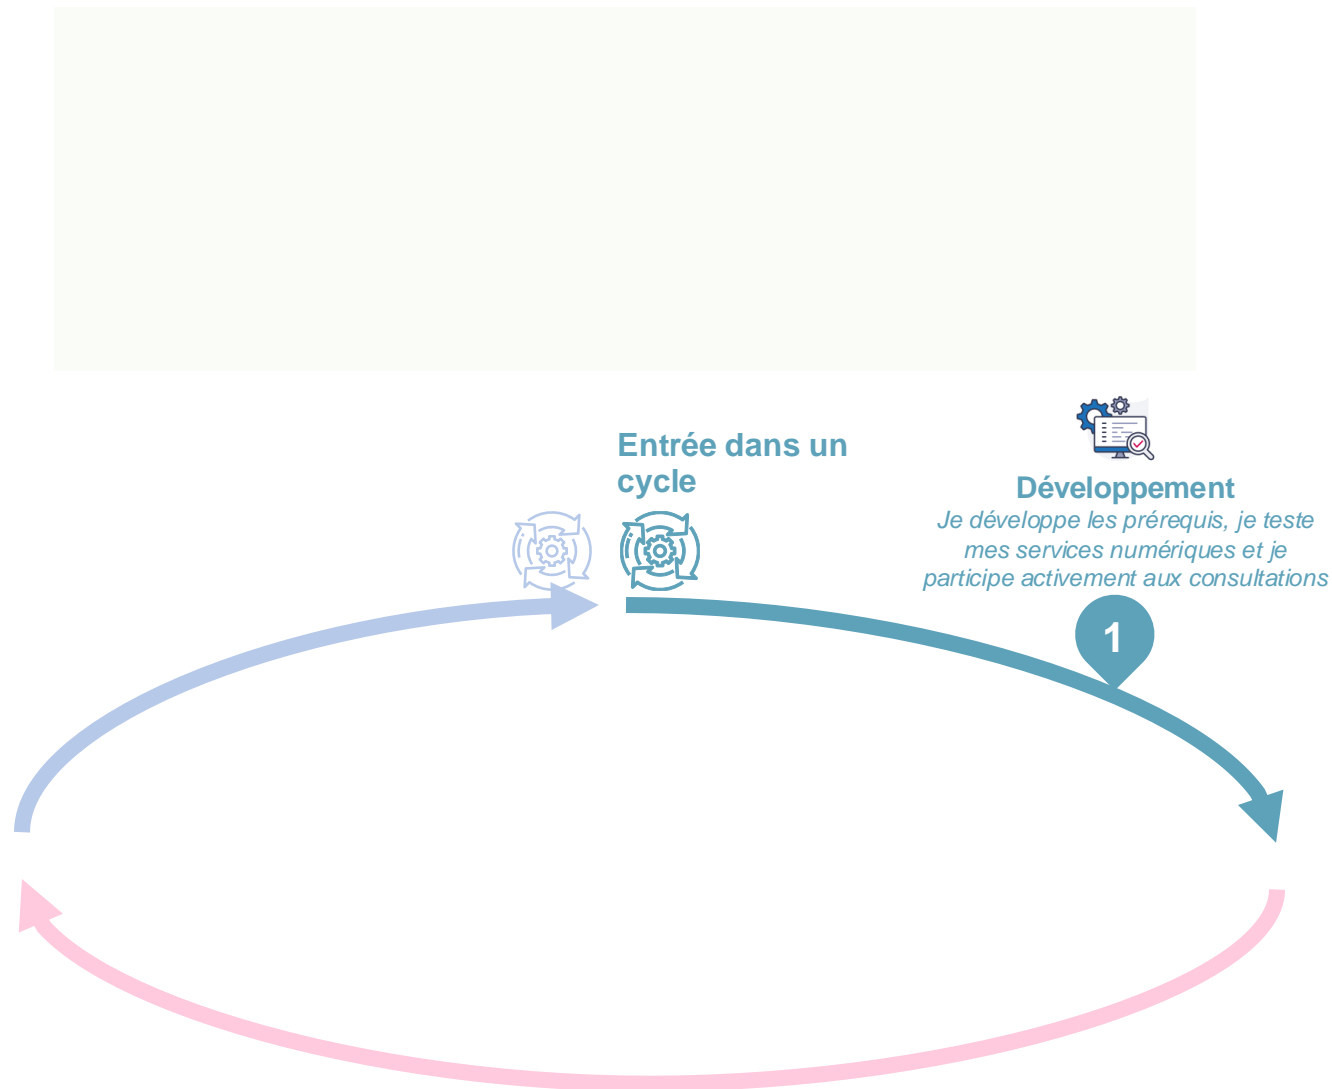 Entrée dans un
cycle
Développement
Je développe les prérequis, je teste
mes services numériques et je
participe activement aux consultations
1